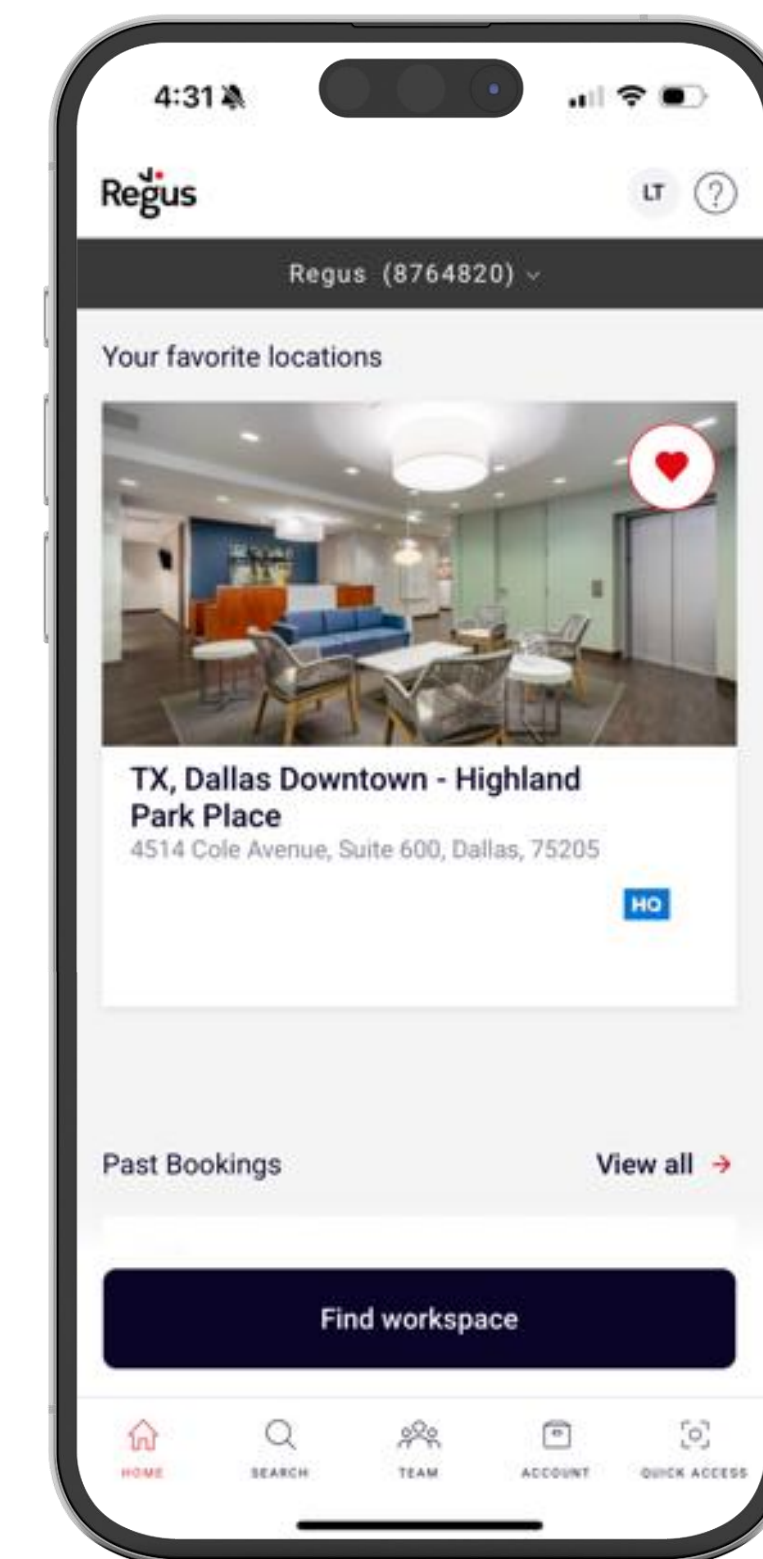 4:31
Regus
LT ?
Regus (8764820)
Your favorite locations
TX, Dallas Downtown - Highland
Park Place
4514 Cole Avenue, Suite 600, Dallas, 75205
HQ
Past Bookings
View all →
Find workspace
HOME
SEARCH
TEAM
ACCOUNT
QUICK ACCESS